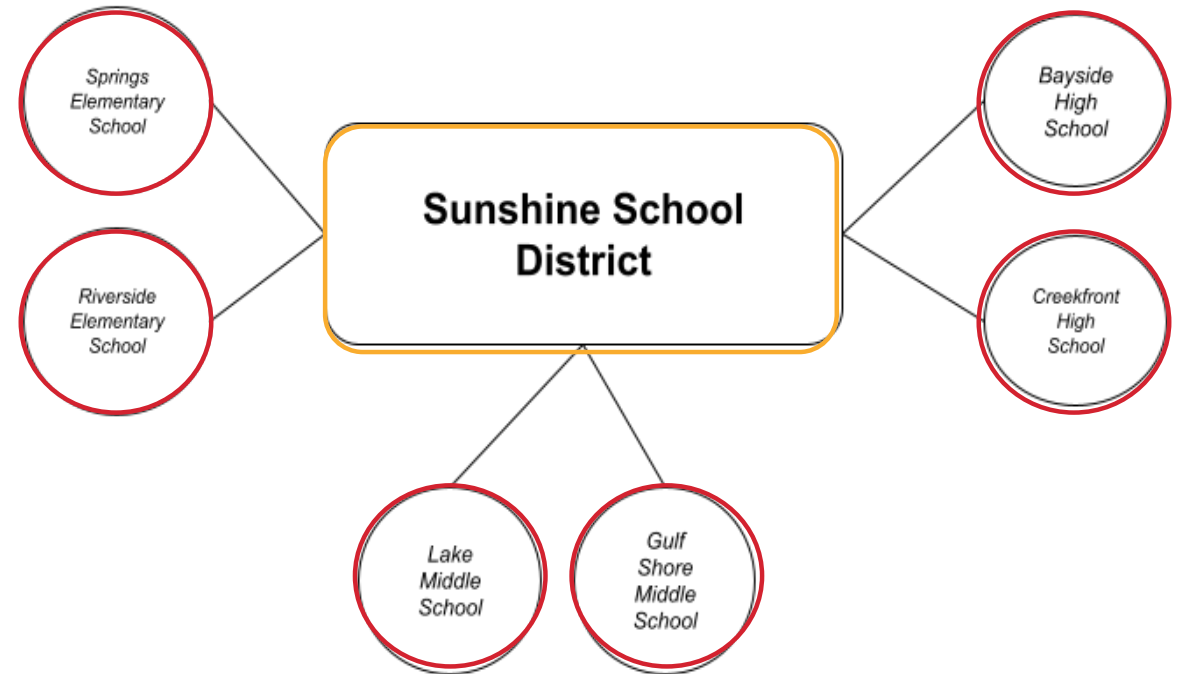 Springs
Elementary
School
Bayside
High
School
Sunshine School
District
Riverside
Elementary
School
Creekfront
High
School
Lake
Middle
School
Gulf
Shore
Middle
School